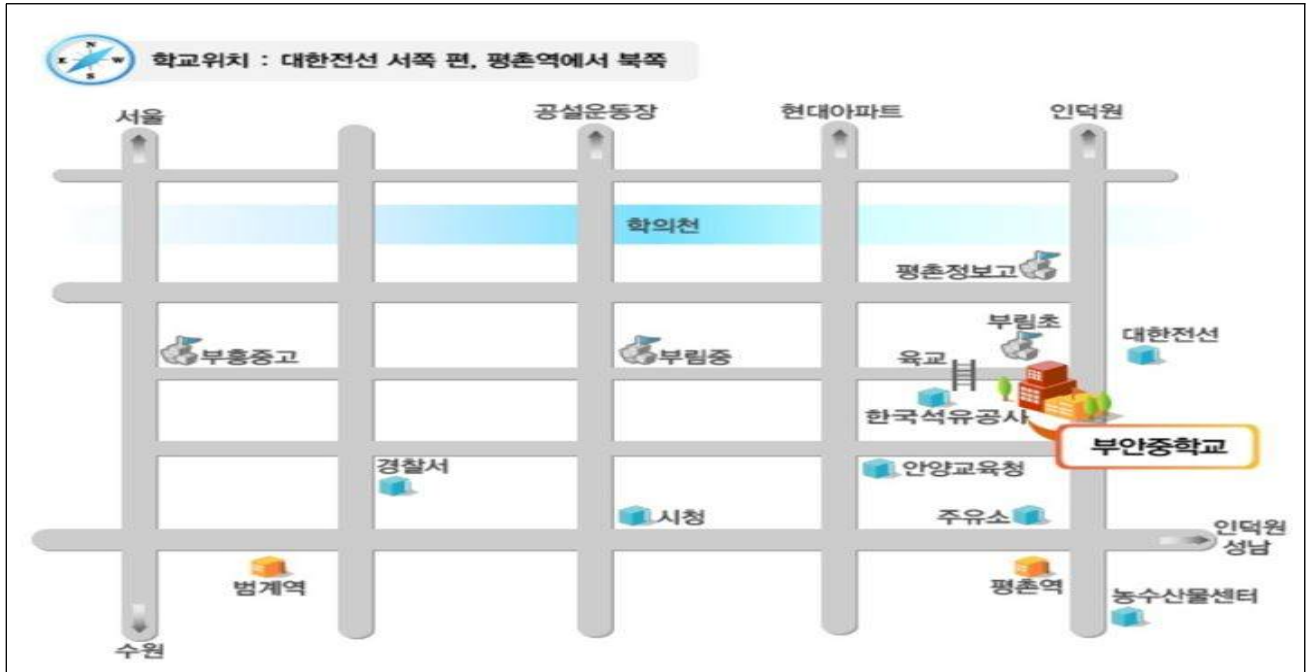 N
E W
S
학교위치 : 대한전선 서쪽 편, 평촌역에서 북쪽
서울
공설운동장
현대아파트
인덕원
학의천
평촌정보고
부흥중고
부림중
육교
부림초
대한전선
한국석유공사
부안중학교
경찰서
안양교육청
시청
주유소
인덕원
성남
범계역
평촌역
농수산물센터
수원